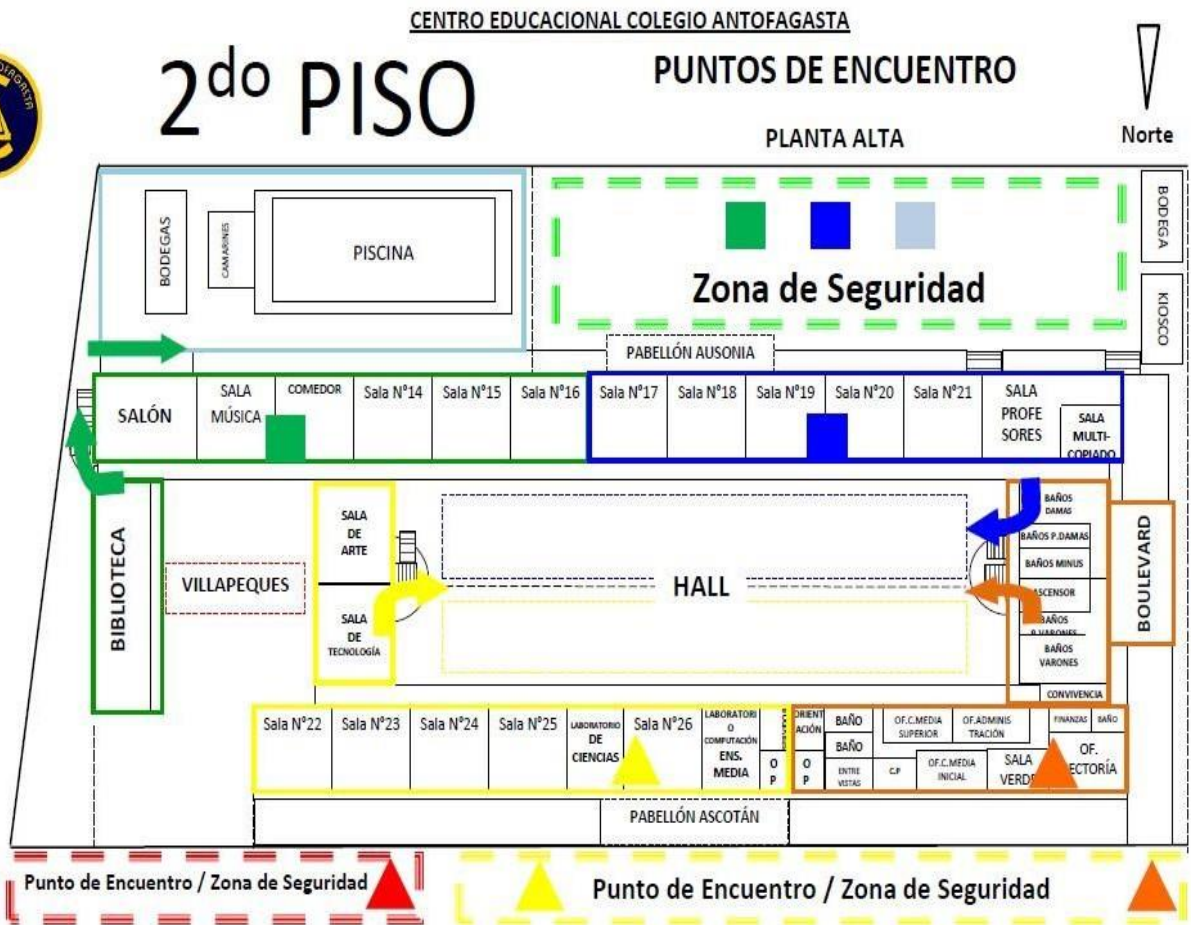 CENTRO EDUCACIONAL COLEGIO ANTOFAGASTA
2do PISO
PUNTOS DE ENCUENTRO
PLANTA ALTA
Norte
BODEGAS
CAMARINES
PISCINA
Zona de Seguridad
BODEGA
KIOSCO
PABELLÓN AUSONIA
SALÓN
SALA
MÚSICA
COMEDOR
Sala N°14
Sala N°15
Sala N°16
Sala N°17
Sala N°18
Sala N°19
Sala N°20
Sala N°21
SALA
PROFE
SORES
SALA
MULTI-
COPIADO
BIBLIOTECA
VILLAPEQUES
SALA
DE
ARTE
SALA
DE
TECNOLOGÍA
HALL
BAÑOS
DAMAS
BAÑOS P.DAMAS
BAÑOS MINUS
ASCENSOR
BAÑOS
P.VARONES
BAÑOS
VARONES
CONVIVENCIA
BOULEVARD
Sala N°22
Sala N°23
Sala N°24
Sala N°25
LABORATORIO
DE
CIENCIAS
Sala N°26
LABORATORI
O
COMPUTACIÓN
ENS.
MEDIA
O
P
ORIENT
ACIÓN
O
P
BAÑO
BAÑO
ENTRE
VISTAS
C.P
OF.C.MEDIA
SUPERIOR
OF.ADMINIS
TRACIÓN
OF.C.MEDIA
INICIAL
SALA
VERDE
FINANZAS
BAÑO
OF.
ECTORÍA
PABELLÓN ASCOTÁN
Punto de Encuentro / Zona de Seguridad
Punto de Encuentro / Zona de Seguridad